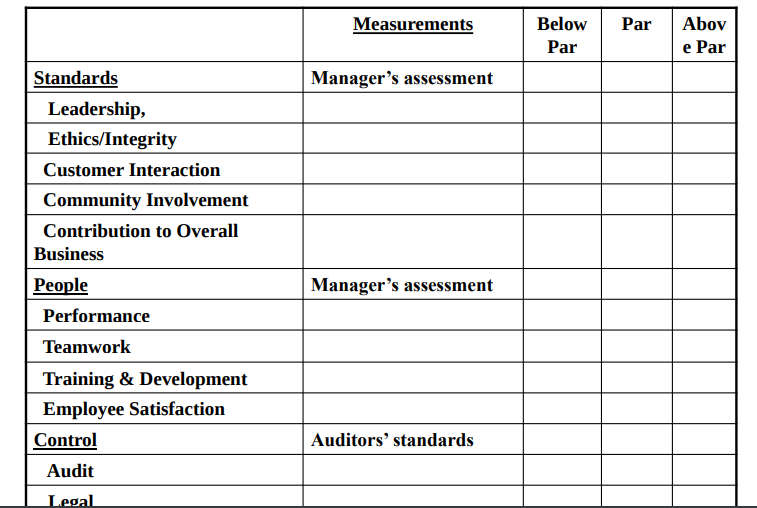 Measurements Below Par Par Abov e Par
Standards Manager's assessment
Leadership,
Ethics/Integrity
Customer Interaction
Community Involvement
Contribution to Overall
Business
People Manager's assessment
Performance
Teamwork
Training & Development
Employee Satisfaction
Control Auditors' standards
Audit
Legal